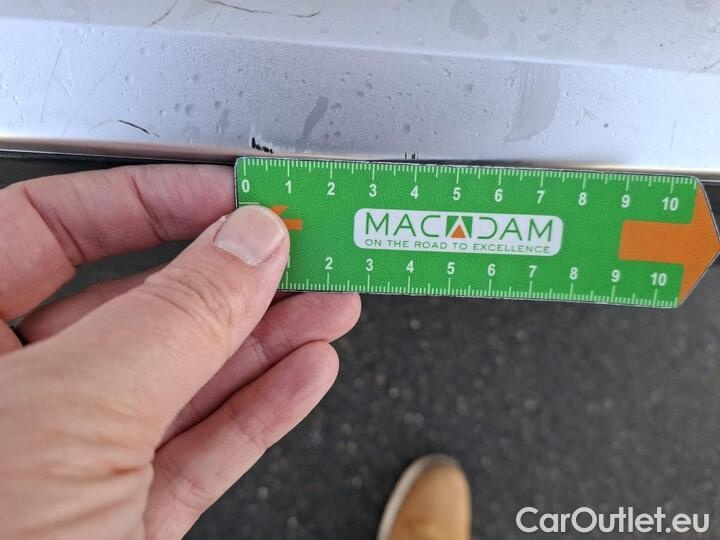 0 1 2 3 4 5 6 7 8 9 10
MACADAM
ON THE ROAD TO EXCELLENCE
1 2 3 4 5 6 7 8 9 10
CarOutlet.eu